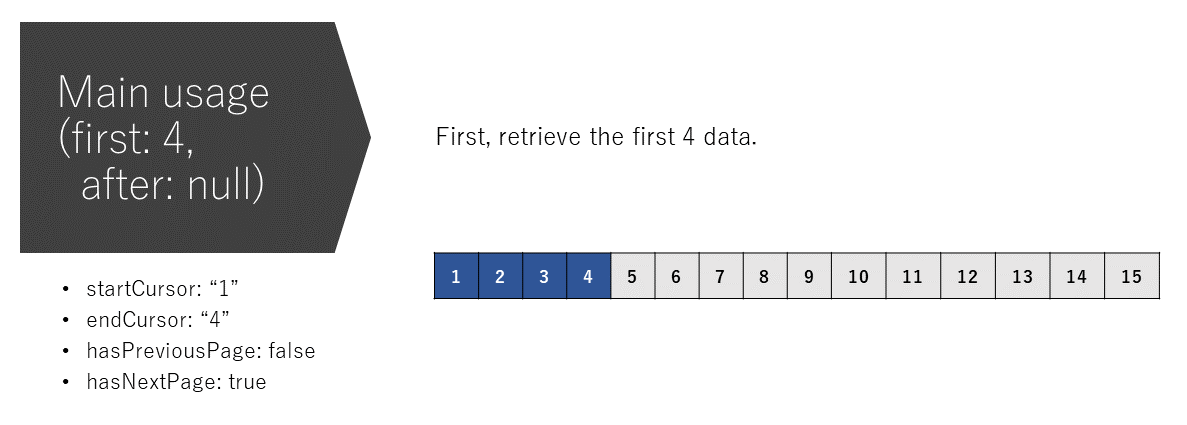 Main usage
(first: 4,
after: null)
First, retrieve the first 4 data.
1 2 3 4 5 6 7 8 9 10 11 12 13 14 15
• startCursor: “1”
• endCursor: “4”
• hasPreviousPage: false
• hasNextPage: true